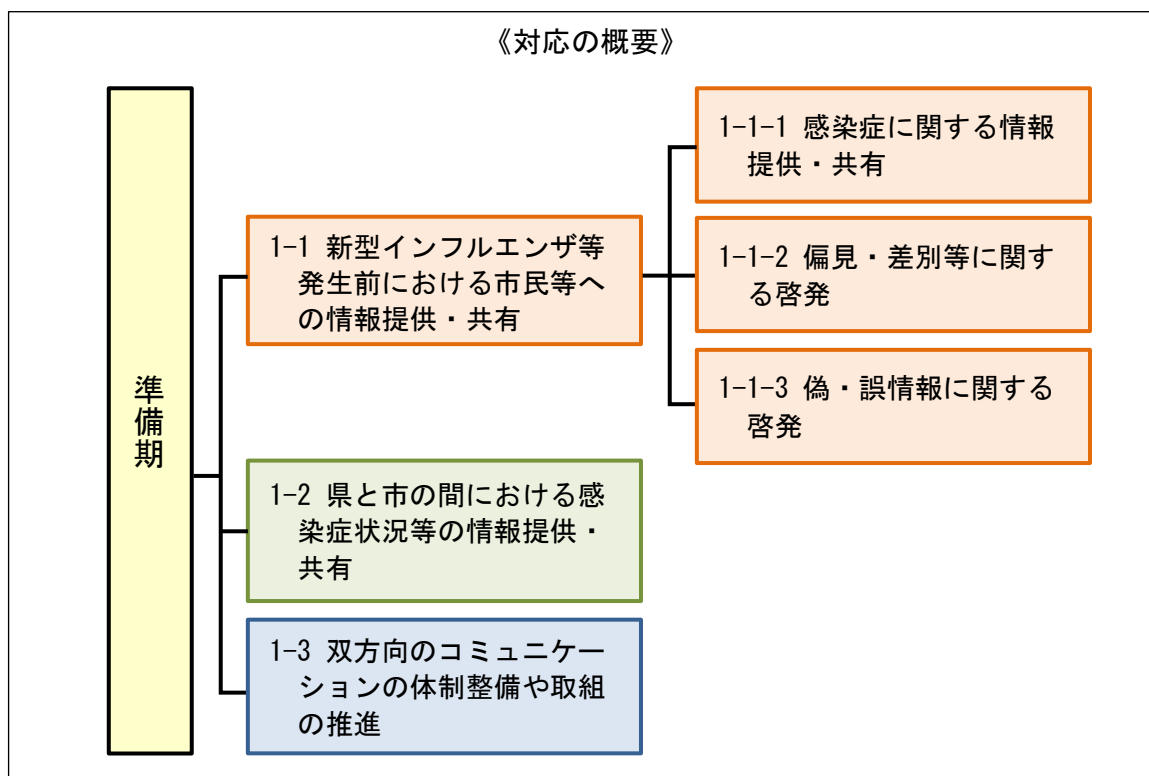 《対応の概要》
準備期
1-1 新型インフルエンザ等
発生前における市民等へ
の情報提供・共有
1-1-1 感染症に関する情報
提供・共有
1-1-2 偏見・差別等に関す
る啓発
1-1-3 偽・誤情報に関する
啓発
1-2 県と市の間における感
染症状況等の情報提供・
共有
1-3 双方向のコミュニケー
ションの体制整備や取組
の推進